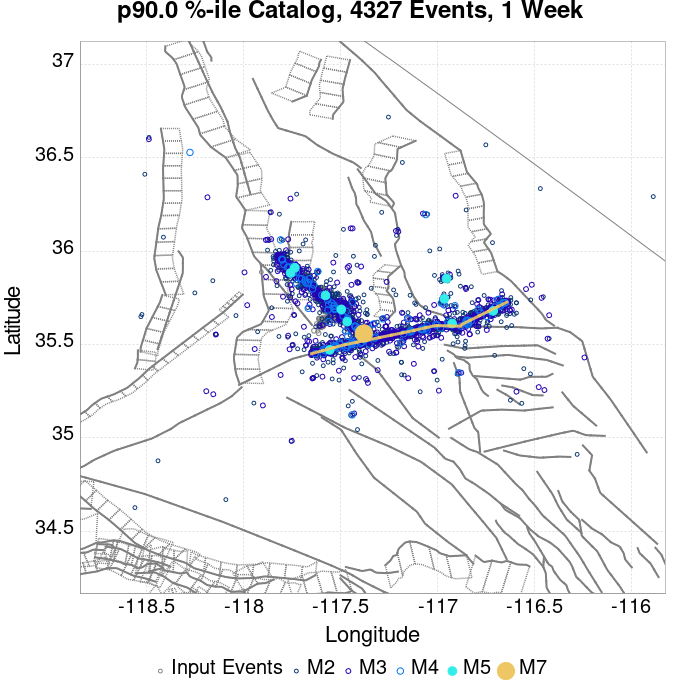 p90.0 %-ile Catalog, 4327 Events, 1 Week
37
36.5
36
35.5
35
34.5
Latitude
-118.5 -118 -117.5 -117 -116.5 -116
Longitude
Input Events M2 M3 M4 M5 M7